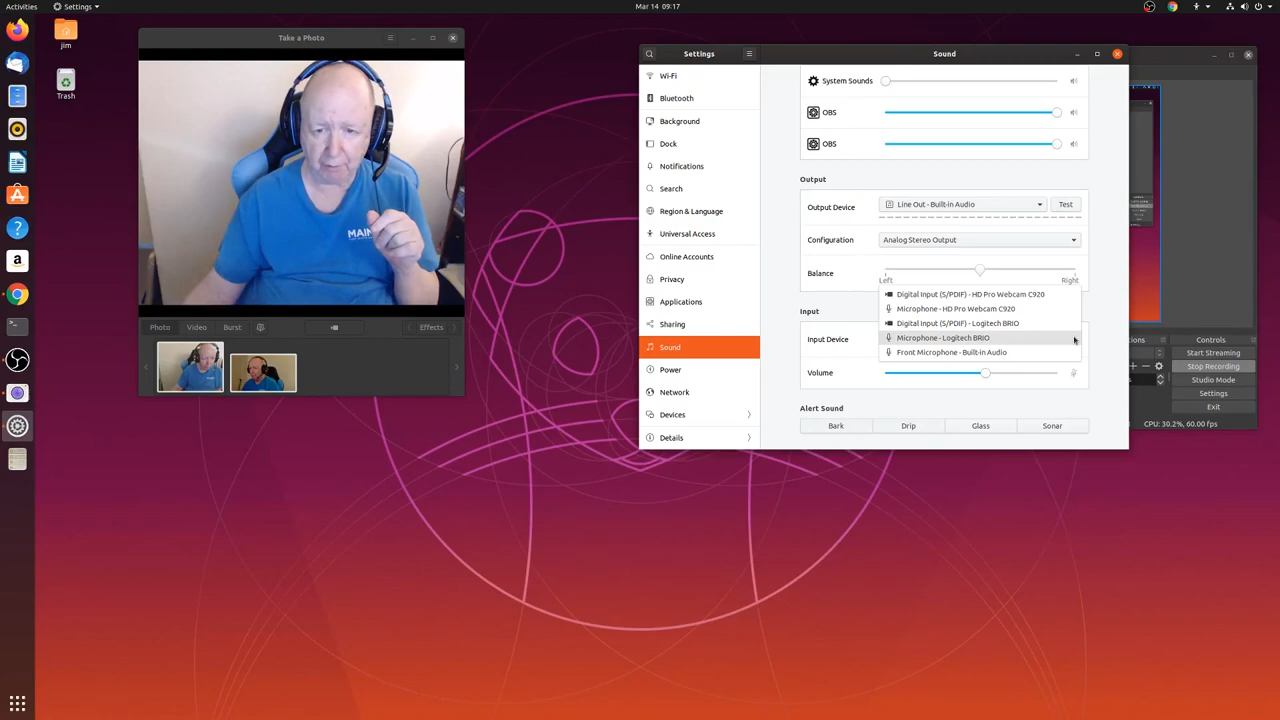 Activities
Settings
Mar 14 09:17
jim
Trash
Take a Photo
MAIN
Photo
Video
Burst
Effects
Settings
Sound
Wi-Fi
Bluetooth
Background
Dock
Notifications
Search
Region & Language
Universal Access
Online Accounts
Privacy
Applications
Sharing
Sound
Power
Network
Devices
Details
System Sounds
OBS
OBS
Output
Output Device
Line Out - Built-in Audio
Test
Configuration
Analog Stereo Output
Balance
Left
Right
Digital Input (S/PDIF) - HD Pro Webcam C920
Microphone - HD Pro Webcam C920
Digital Input (S/PDIF) - Logitech BRIO
Microphone - Logitech BRIO
Front Microphone - Built-in Audio
Input
Input Device
Volume
Alert Sound
Bark
Drip
Glass
Sonar
Controls
Start Streaming
Stop Recording
Studio Mode
Settings
Exit
CPU: 30.2%, 60.00 fps